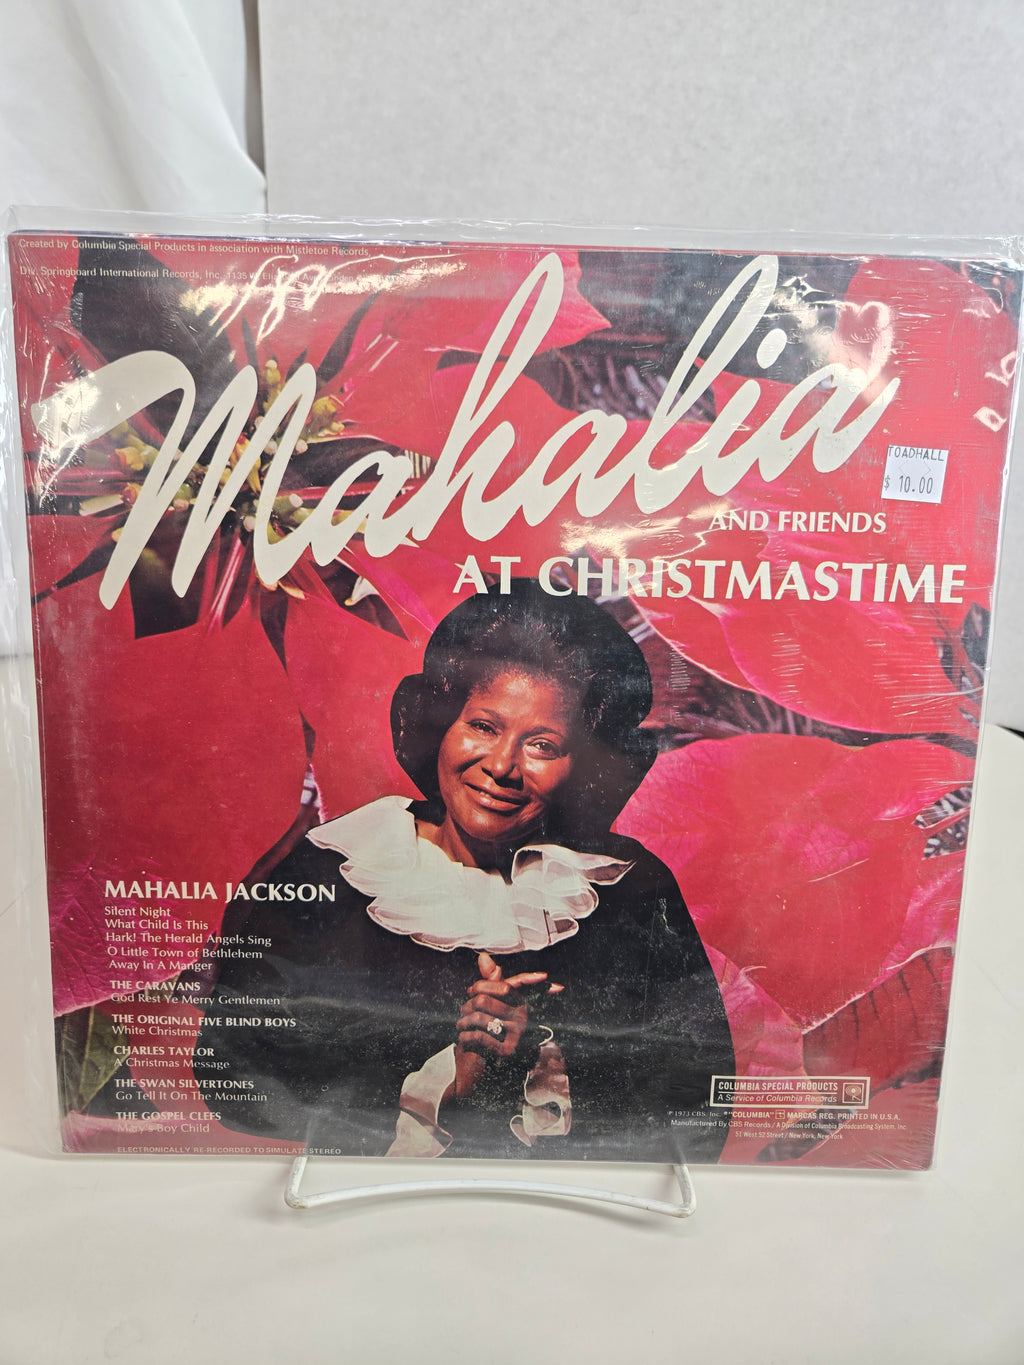 Created by Columbia Special Products in association with Mistletoe Records,
Div. Springboard International Records, Inc. 1135 W. Elizabeth Ave. Linden,
Mahalia
TOADHALL
$ 10.00
AND FRIENDS
AT CHRISTMASTIME
MAHALIA JACKSON
Silent Night
What Child Is This
Hark! The Herald Angels Sing
O Little Town of Bethlehem
Away In A Manger
THE CARAVANS
God Rest Ye Merry Gentlemen
THE ORIGINAL FIVE BLIND BOYS
White Christmas
CHARLES TAYLOR
A Christmas Message
THE SWAN SILVERTONES
Go Tell It On The Mountain
THE GOSPEL CLEFS
Mary's Boy Child
ELECTRONICALLY RE-RECORDED TO SIMULATE STEREO
COLUMBIA SPECIAL PRODUCTS
A Service of Columbia Records
℗ 1973 CBS, Inc. ® "COLUMBIA" MARCAS REG. PRINTED IN U.S.A.
Manufactured By CBS Records / A Division of Columbia Broadcasting System, Inc.
51 West 52 Street / New York, New York